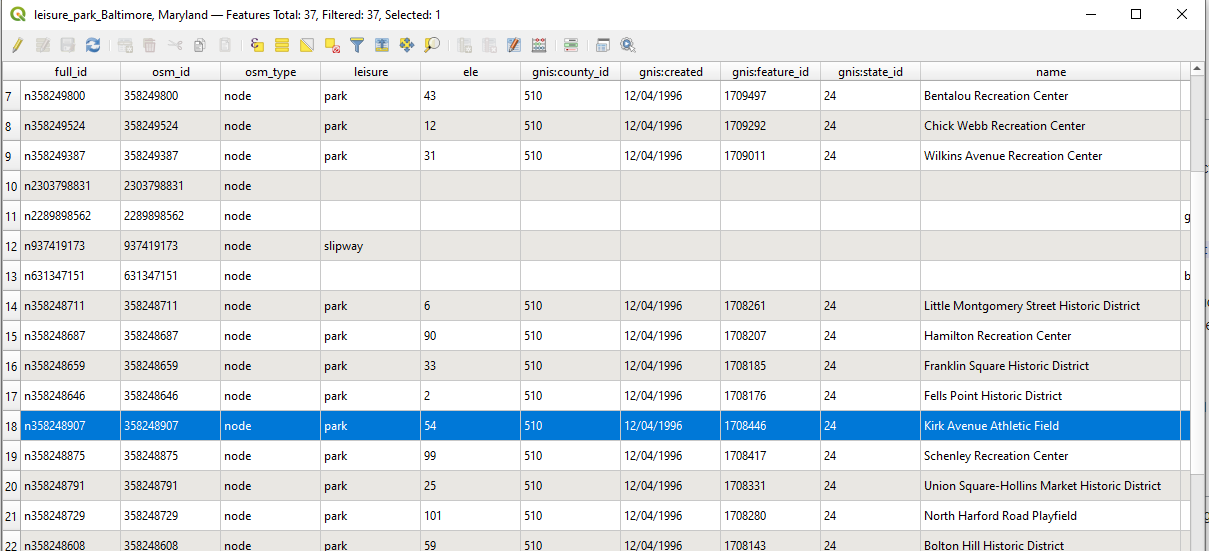 leisure_park_Baltimore, Maryland — Features Total: 37, Filtered: 37, Selected: 1
full_id osm_id osm_type leisure ele gnis:county_id gnis:created gnis:feature_id gnis:state_id name
7 n358249800 358249800 node park 43 510 12/04/1996 1709497 24 Bentalou Recreation Center
8 n358249524 358249524 node park 12 510 12/04/1996 1709292 24 Chick Webb Recreation Center
9 n358249387 358249387 node park 31 510 12/04/1996 1709011 24 Wilkins Avenue Recreation Center
10 n2303798831 2303798831 node
11 n2289898562 2289898562 node g
12 n937419173 937419173 node slipway
13 n631347151 631347151 node b
14 n358248711 358248711 node park 6 510 12/04/1996 1708261 24 Little Montgomery Street Historic District
15 n358248687 358248687 node park 90 510 12/04/1996 1708207 24 Hamilton Recreation Center
16 n358248659 358248659 node park 33 510 12/04/1996 1708185 24 Franklin Square Historic District
17 n358248646 358248646 node park 2 510 12/04/1996 1708176 24 Fells Point Historic District
18 n358248907 358248907 node park 54 510 12/04/1996 1708446 24 Kirk Avenue Athletic Field
19 n358248875 358248875 node park 99 510 12/04/1996 1708417 24 Schenley Recreation Center
20 n358248791 358248791 node park 25 510 12/04/1996 1708331 24 Union Square-Hollins Market Historic District
21 n358248729 358248729 node park 101 510 12/04/1996 1708280 24 North Harford Road Playfield
22 n358248608 358248608 node park 59 510 12/04/1996 1708143 24 Bolton Hill Historic District